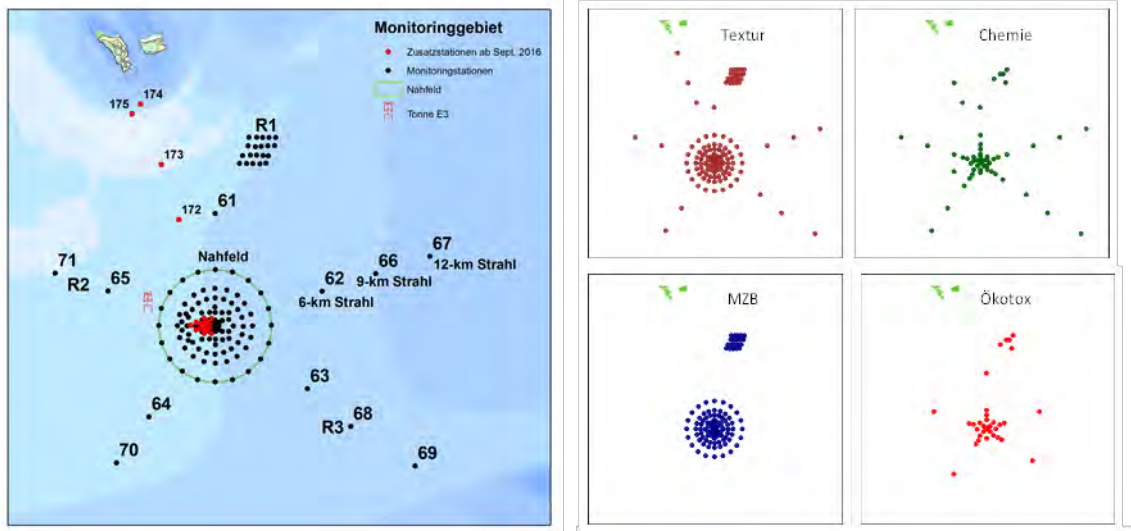 Monitoringgebiet
Zusatzstationen ab Sept. 2016
Monitoringstationen
Nahfeld
Tonne E3
174
175
R1
173
61
172
67
71
Nahfeld
66
12-km Strahl
R2
65
62
9-km Strahl
6-km Strahl
63
64
68
R3
70
69
Textur
Chemie
MZB
Ökotox